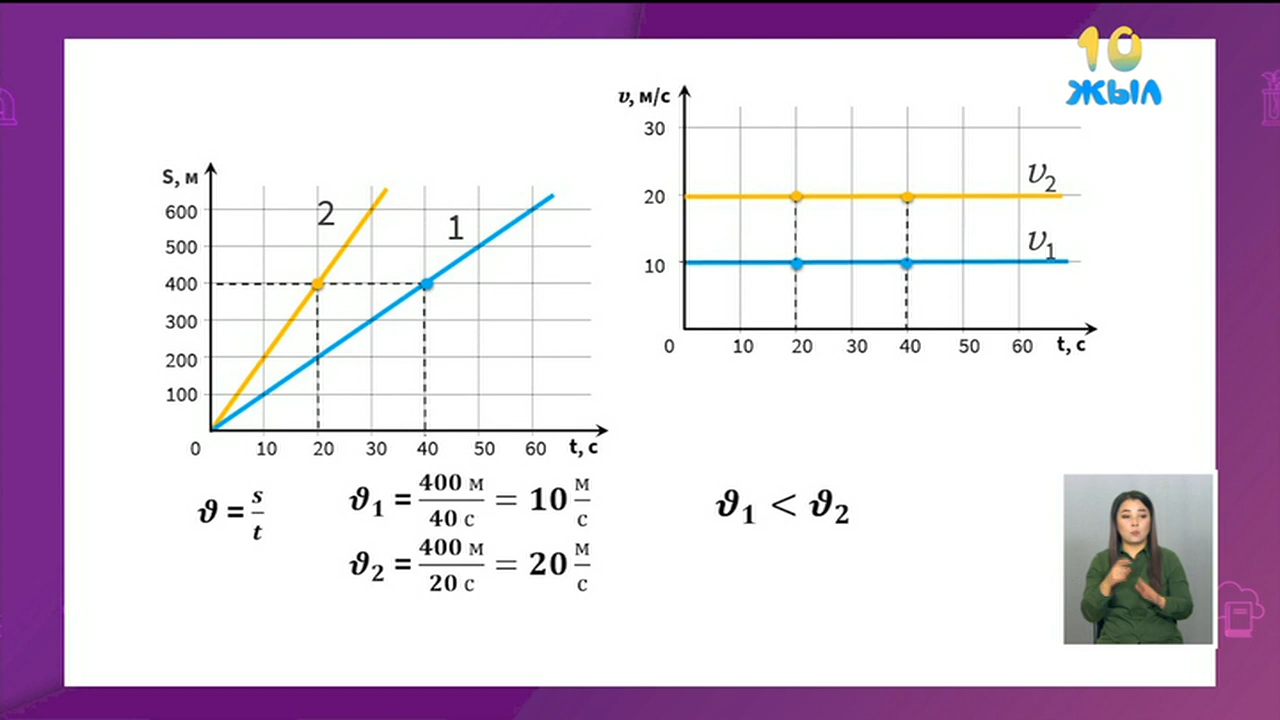 10
ЖЫЛ
S, м
600
500
400
300
200
100
0 10 20 30 40 50 60 t, с
2
1
υ, м/с
30
20
10
0 10 20 30 40 50 60 t, с
υ₂
υ₁
ϑ = s/t
ϑ₁ = 400 м/40 с = 10 м/с
ϑ₂ = 400 м/20 с = 20 м/с
ϑ₁ < ϑ₂